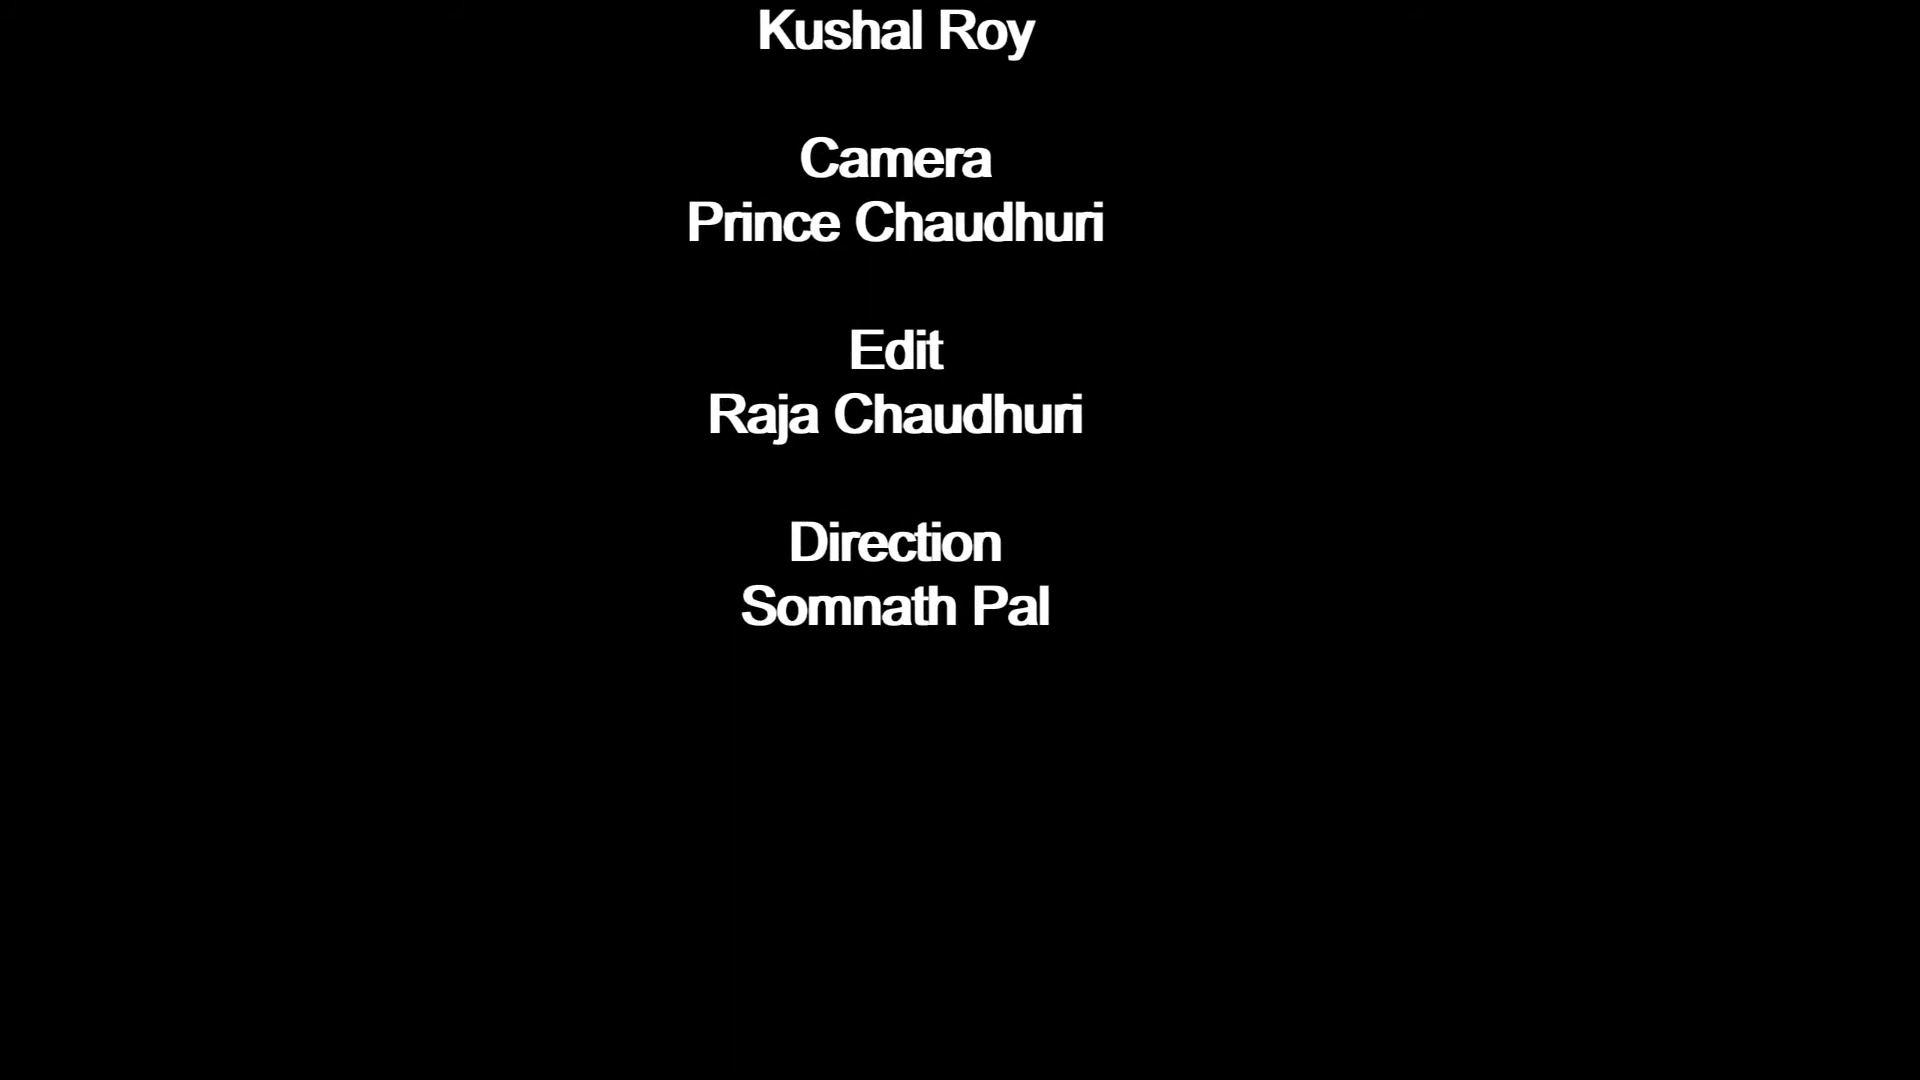 Kushal Roy
Camera
Prince Chaudhuri
Edit
Raja Chaudhuri
Direction
Somnath Pal